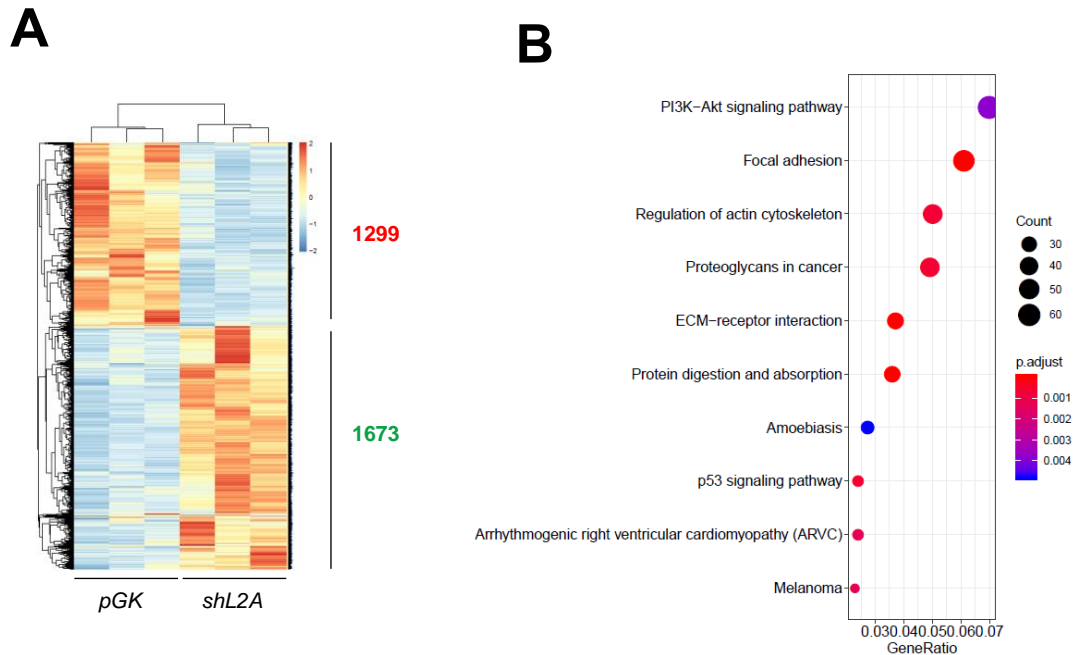 A
B
2
1
0
−1
−2
1299
1673
pGK
shL2A
PI3K−Akt signaling pathway
Focal adhesion
Regulation of actin cytoskeleton
Proteoglycans in cancer
ECM−receptor interaction
Protein digestion and absorption
Amoebiasis
p53 signaling pathway
Arrhythmogenic right ventricular cardiomyopathy (ARVC)
Melanoma
0.030.040.050.060.07
GeneRatio
Count
30
40
50
60
p.adjust
0.001
0.002
0.003
0.004